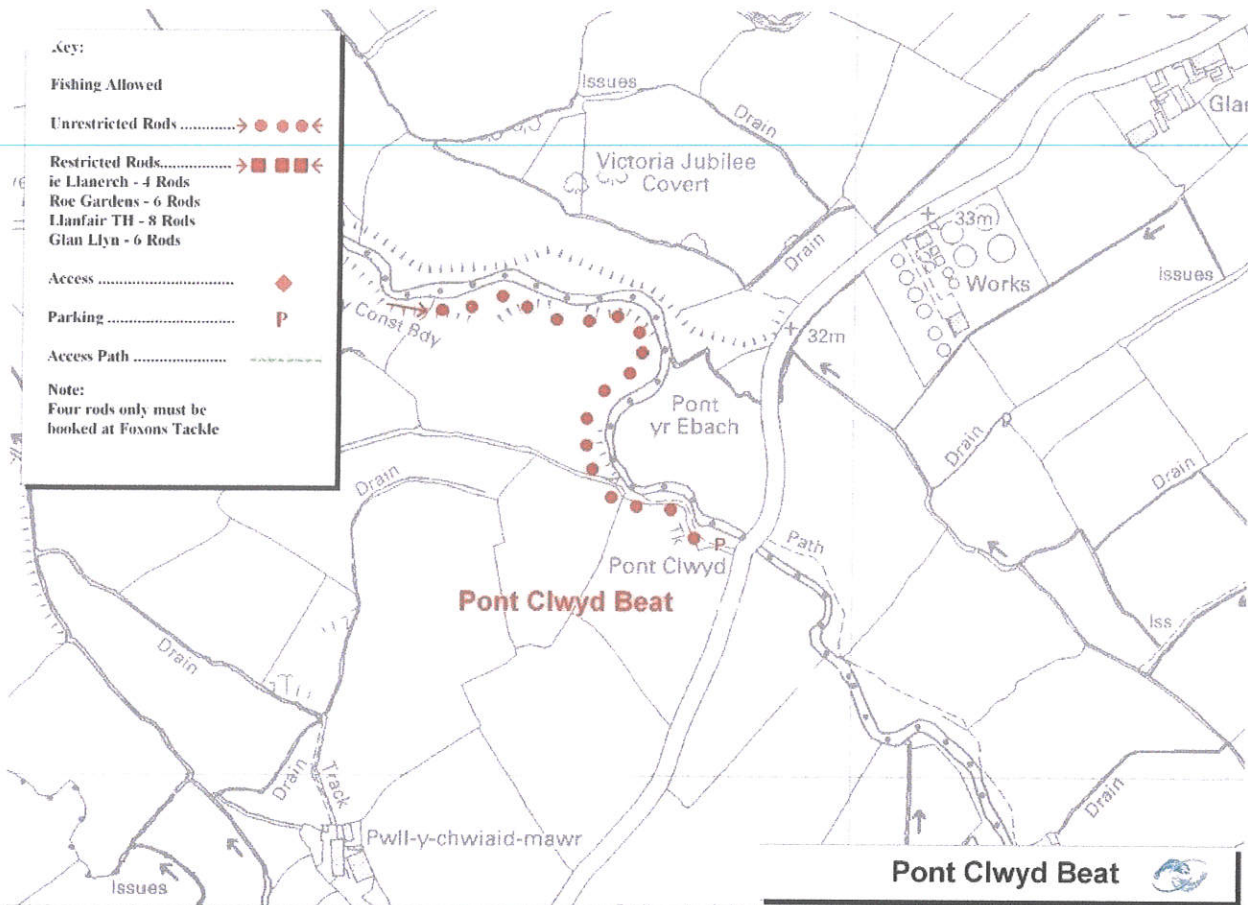 Key:
Fishing Allowed
Unrestricted Rods ..............
Restricted Rods..................
ie Llanerch - 4 Rods
Roe Gardens - 6 Rods
Llanfair TH - 8 Rods
Glan Llyn - 6 Rods
Access ............................
Parking ............................ P
Access Path ......................
Note:
Four rods only must be
booked at Foxons Tackle
Issues
Drain
Glan
Victoria Jubilee
Covert
33m
Drain
Works
issues
Const Bdy
32m
Pont
yr Ebach
Drain
Drain
Drain
P
Path
Tk
Pont Clwyd
Pont Clwyd Beat
Iss
Drain
Drain
Track
Drain
Pwll-y-chwiaid-mawr
Issues
Pont Clwyd Beat